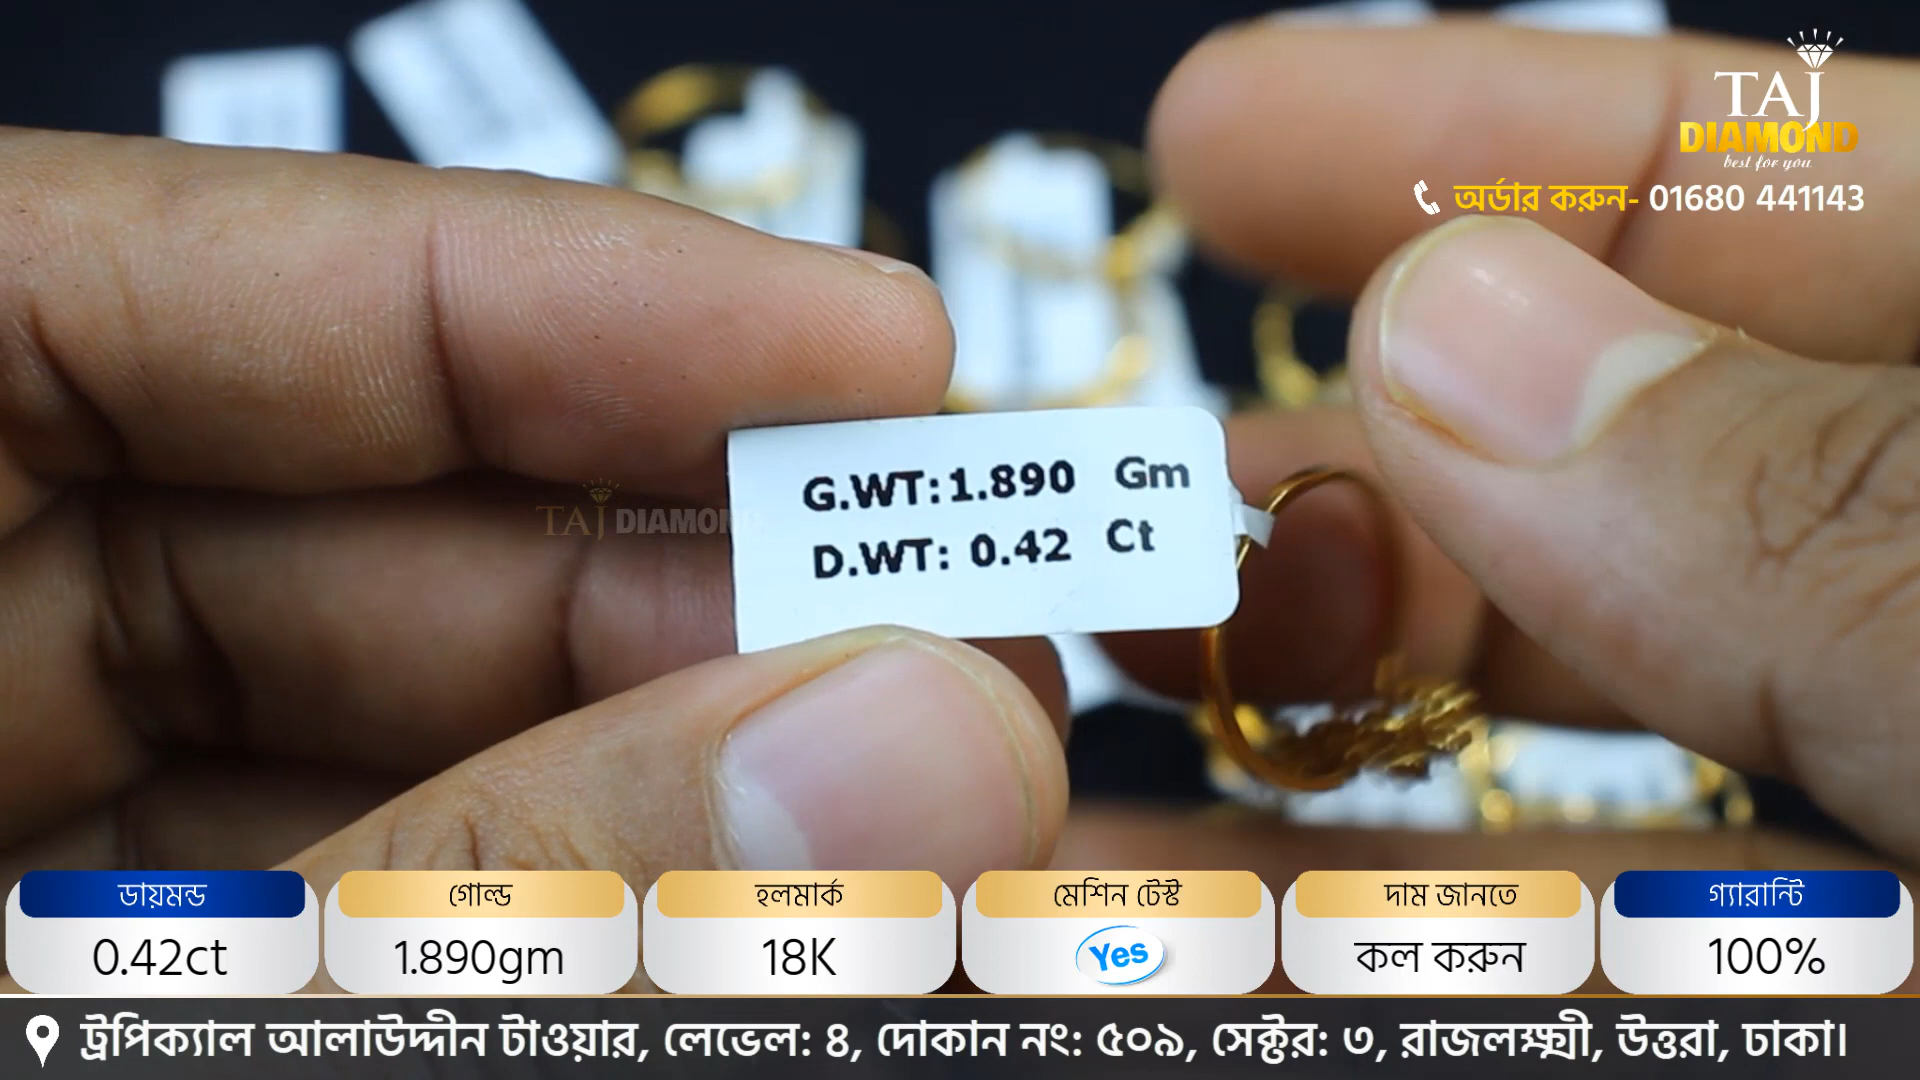 TAJ
DIAMOND
best for you
অর্ডার করুন- 01680 441143
G.WT: 1.890 Gm
D.WT: 0.42 Ct
TAJ DIAMON
ডায়মন্ড
0.42ct
গোল্ড
1.890gm
হলমার্ক
18K
মেশিন টেস্ট
Yes
দাম জানতে
কল করুন
গ্যারান্টি
100%
ট্রপিক্যাল আলাউদ্দীন টাওয়ার, লেভেল: ৪, দোকান নং: ৫০৯, সেক্টর: ৩, রাজলক্ষ্মী, উত্তরা, ঢাকা।